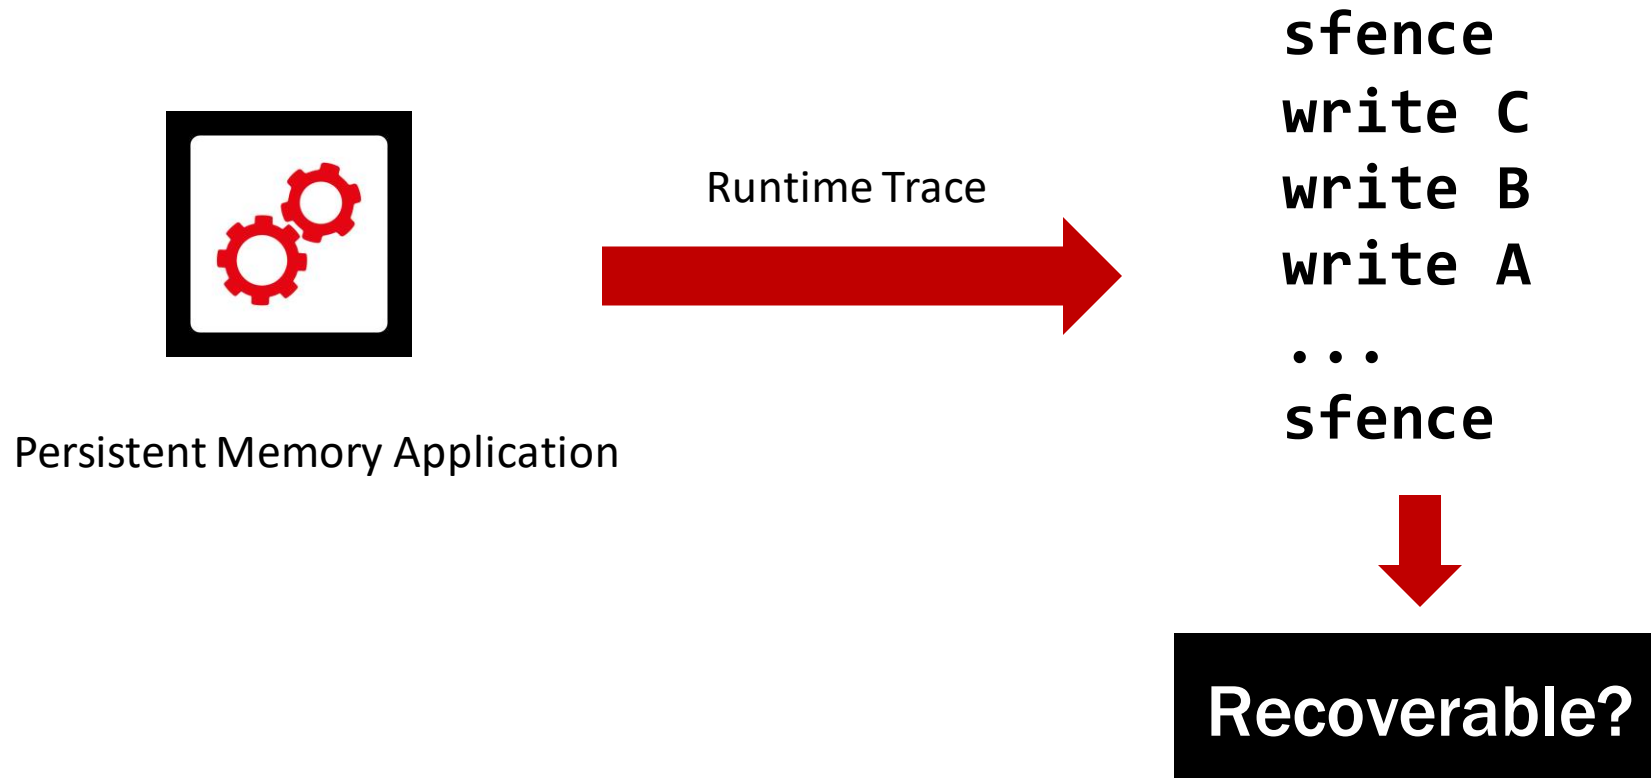 Persistent Memory Application
Runtime Trace
sfence
write C
write B
write A
...
sfence
Recoverable?